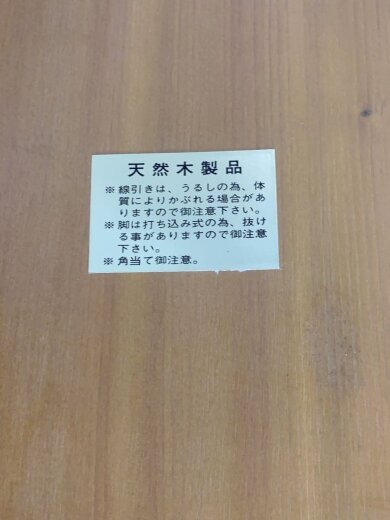 天然木製品
※線引きは、うるしの為、体
質によりかぶれる場合があ
りますので御注意下さい。
※脚は打ち込み式の為、抜け
る事がありますので御注意
下さい。
※角当て御注意。